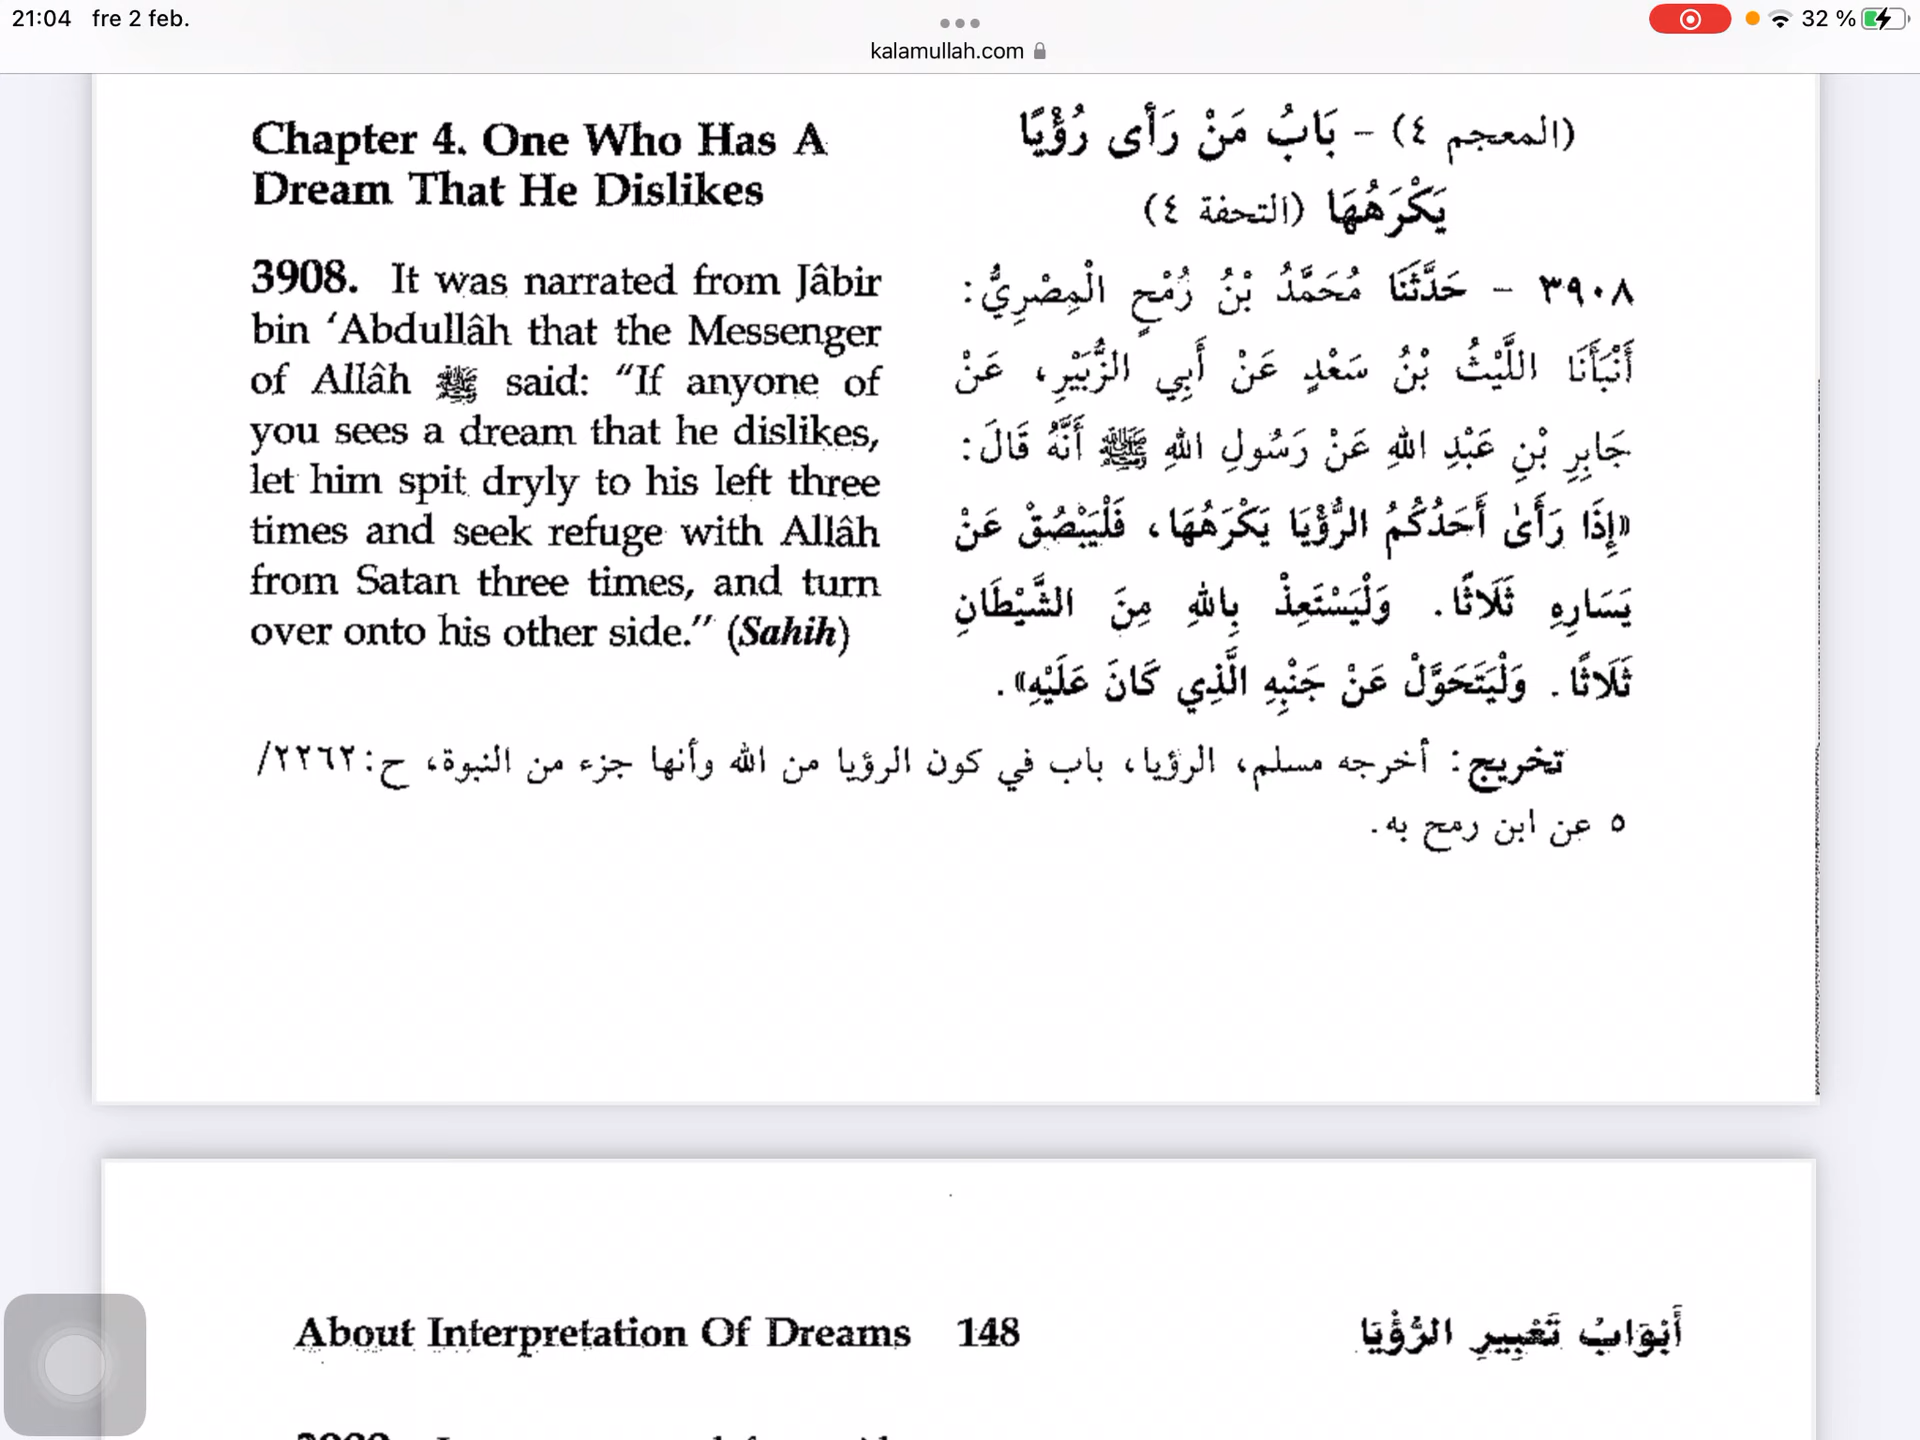 21:04 fre 2 feb.
32 %
kalamullah.com
Chapter 4. One Who Has A
Dream That He Dislikes
3908. It was narrated from Jâbir
bin ‘Abdullâh that the Messenger
of Allâh ﷺ said: “If anyone of
you sees a dream that he dislikes,
let him spit dryly to his left three
times and seek refuge with Allâh
from Satan three times, and turn
over onto his other side.” (Sahih)
(المعجم ٤) - بَابُ مَنْ رَأَى رُؤْيًا
يَكْرَهُهَا (التحفة ٤)
٣٩٠٨ - حَدَّثَنَا مُحَمَّدُ بْنُ رُمْحٍ الْمِصْرِيُّ:
أَنْبَأَنَا اللَّيْثُ بْنُ سَعْدٍ عَنْ أَبِي الزُّبَيْرِ، عَنْ
جَابِرِ بْنِ عَبْدِ اللهِ عَنْ رَسُولِ اللهِ ﷺ أَنَّهُ قَالَ:
«إِذَا رَأَىٰ أَحَدُكُمُ الرُّؤْيَا يَكْرَهُهَا، فَلْيَبْصُقْ عَنْ
يَسَارِهِ ثَلَاثًا. وَلْيَسْتَعِذْ بِاللهِ مِنَ الشَّيْطَانِ
ثَلَاثًا. وَلْيَتَحَوَّلْ عَنْ جَنْبِهِ الَّذِي كَانَ عَلَيْهِ».
تخريج: أخرجه مسلم، الرؤيا، باب في كون الرؤيا من الله وأنها جزء من النبوة، ح:٢٢٦٢/
٥ عن ابن رمح به.
About Interpretation Of Dreams 148
أَبْوَابُ تَعْبِيرِ الرُّؤْيَا